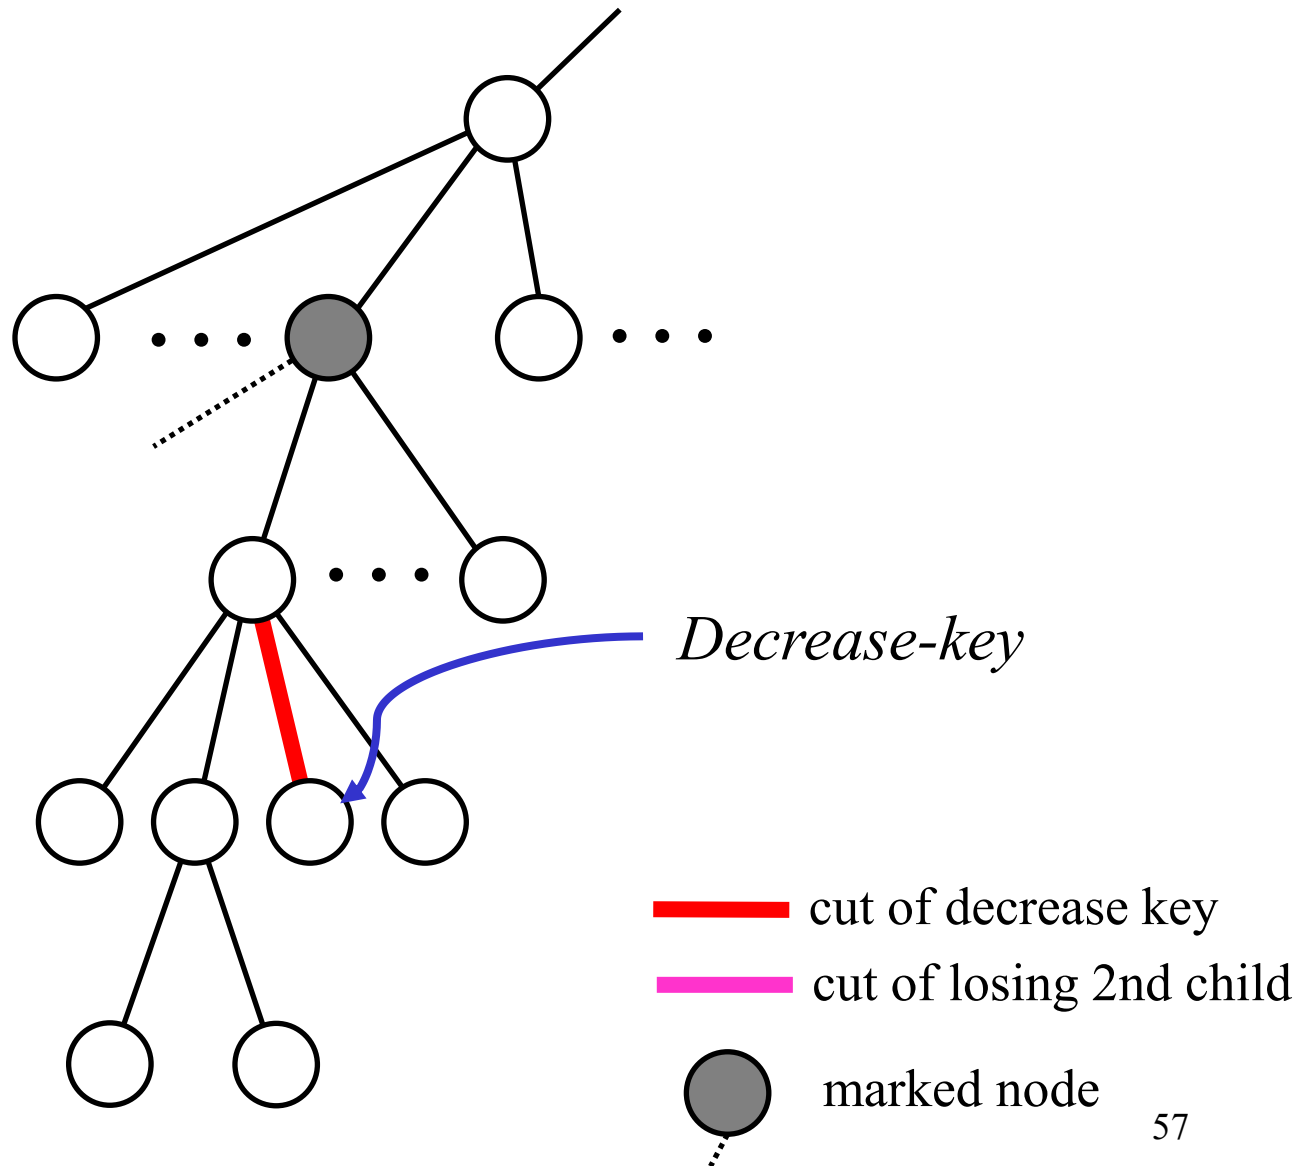 Decrease-key
cut of decrease key
cut of losing 2nd child
marked node
57